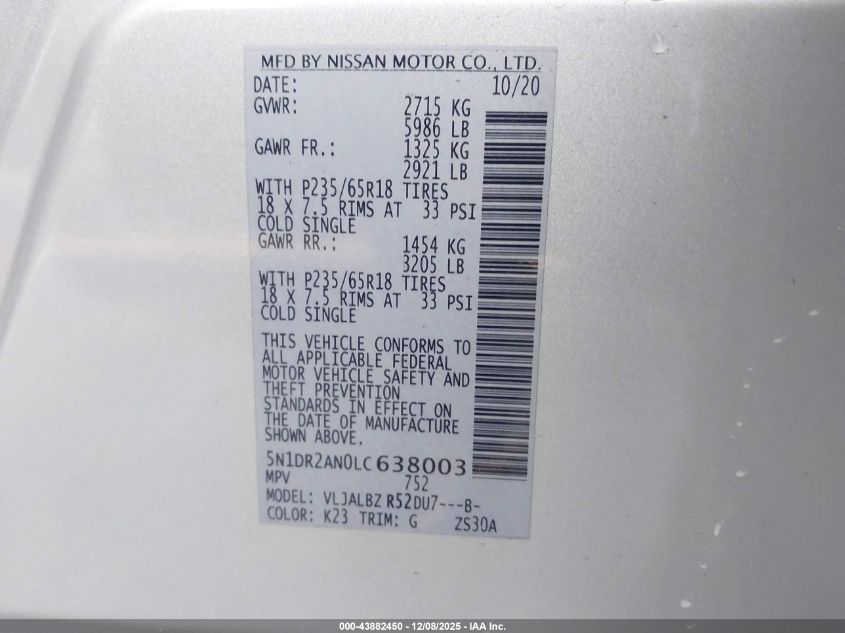 MFD BY NISSAN MOTOR CO., LTD.
DATE: 10/20
GVWR: 2715 KG
5986 LB
GAWR FR.: 1325 KG
2921 LB
WITH P235/65R18 TIRES
18 X 7.5 RIMS AT 33 PSI
COLD SINGLE
GAWR RR.: 1454 KG
3205 LB
WITH P235/65R18 TIRES
18 X 7.5 RIMS AT 33 PSI
COLD SINGLE
THIS VEHICLE CONFORMS TO
ALL APPLICABLE FEDERAL
MOTOR VEHICLE SAFETY AND
THEFT PREVENTION
STANDARDS IN EFFECT ON
THE DATE OF MANUFACTURE
SHOWN ABOVE.
5N1DR2AN0LC638003
MPV 752
MODEL: VLJALBZ R52DU7---B-
COLOR: K23 TRIM: G ZS30A
000-43882450 - 12/08/2025 - IAA Inc.